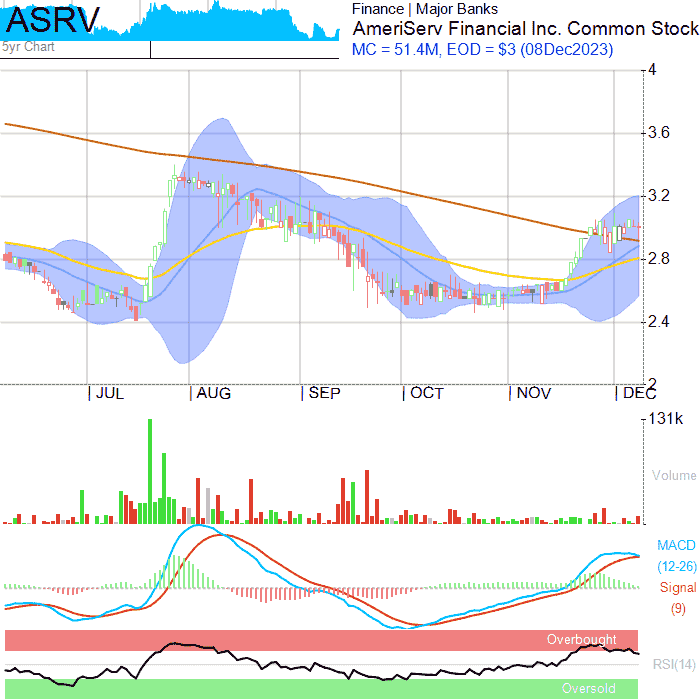 ASRV
5yr Chart
Finance | Major Banks
AmeriServ Financial Inc. Common Stock
MC = 51.4M, EOD = $3 (08Dec2023)
4
3.6
3.2
2.8
2.4
2
JUL
AUG
SEP
OCT
NOV
DEC
131k
Volume
MACD
(12-26)
Signal
(9)
Overbought
RSI(14)
Oversold